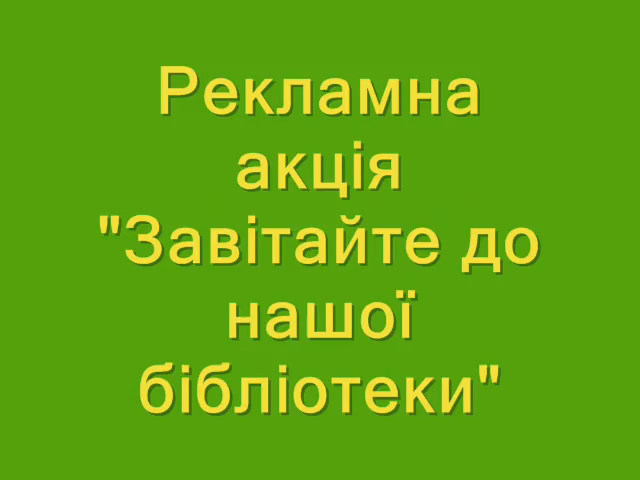 Рекламна
акція
"Завітайте до
нашої
бібліотеки"